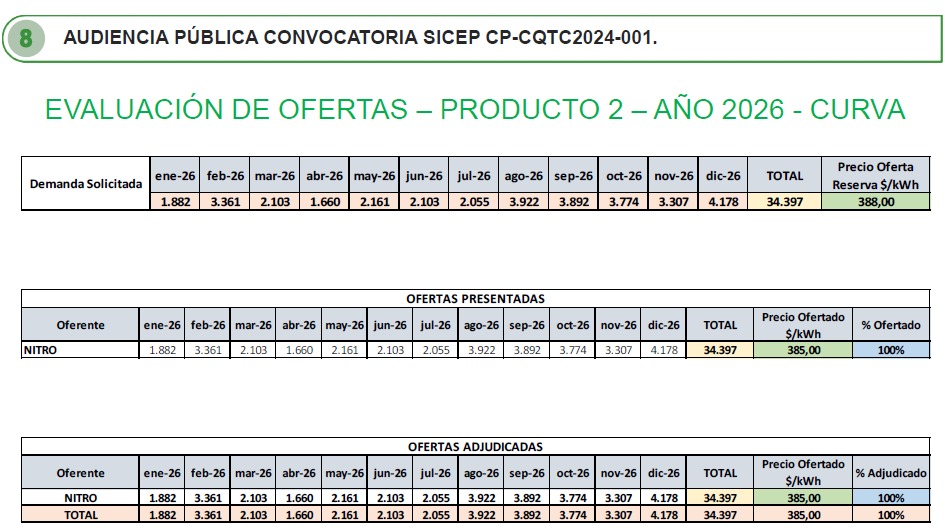 8 AUDIENCIA PÚBLICA CONVOCATORIA SICEP CP-CQTC2024-001.
EVALUACIÓN DE OFERTAS – PRODUCTO 2 – AÑO 2026 - CURVA
Demanda Solicitada ene-26 feb-26 mar-26 abr-26 may-26 jun-26 jul-26 ago-26 sep-26 oct-26 nov-26 dic-26 TOTAL Precio Oferta Reserva $/kWh
1.882 3.361 2.103 1.660 2.161 2.103 2.055 3.922 3.892 3.774 3.307 4.178 34.397 388,00
OFERTAS PRESENTADAS
Oferente ene-26 feb-26 mar-26 abr-26 may-26 jun-26 jul-26 ago-26 sep-26 oct-26 nov-26 dic-26 TOTAL Precio Ofertado $/kWh % Ofertado
NITRO 1.882 3.361 2.103 1.660 2.161 2.103 2.055 3.922 3.892 3.774 3.307 4.178 34.397 385,00 100%
OFERTAS ADJUDICADAS
Oferente ene-26 feb-26 mar-26 abr-26 may-26 jun-26 jul-26 ago-26 sep-26 oct-26 nov-26 dic-26 TOTAL Precio Ofertado $/kWh % Adjudicado
NITRO 1.882 3.361 2.103 1.660 2.161 2.103 2.055 3.922 3.892 3.774 3.307 4.178 34.397 385,00 100%
TOTAL 1.882 3.361 2.103 1.660 2.161 2.103 2.055 3.922 3.892 3.774 3.307 4.178 34.397 385,00 100%